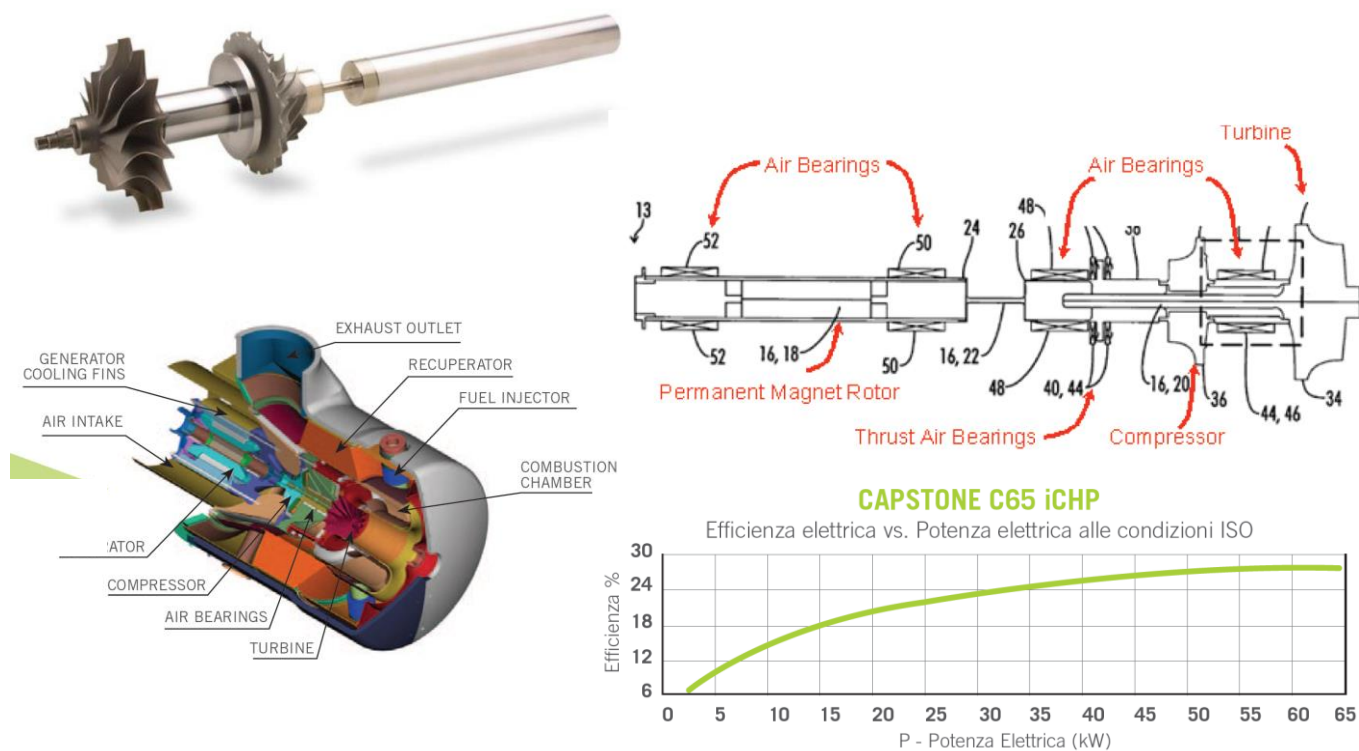 EXHAUST OUTLET
GENERATOR
COOLING FINS
RECUPERATOR
FUEL INJECTOR
AIR INTAKE
COMBUSTION
CHAMBER
COMPRESSOR
AIR BEARINGS
TURBINE
Turbine
Air Bearings
Air Bearings
13
52
50
24
26
48
52
16, 18
50
16, 22
48
40, 44
16, 20
36
44, 46
34
Permanent Magnet Rotor
Thrust Air Bearings
Compressor
CAPSTONE C65 iCHP
Efficienza elettrica vs. Potenza elettrica alle condizioni ISO
Efficienza %
30
24
18
12
6
0 5 10 15 20 25 30 35 40 45 50 55 60 65
P - Potenza Elettrica (kW)